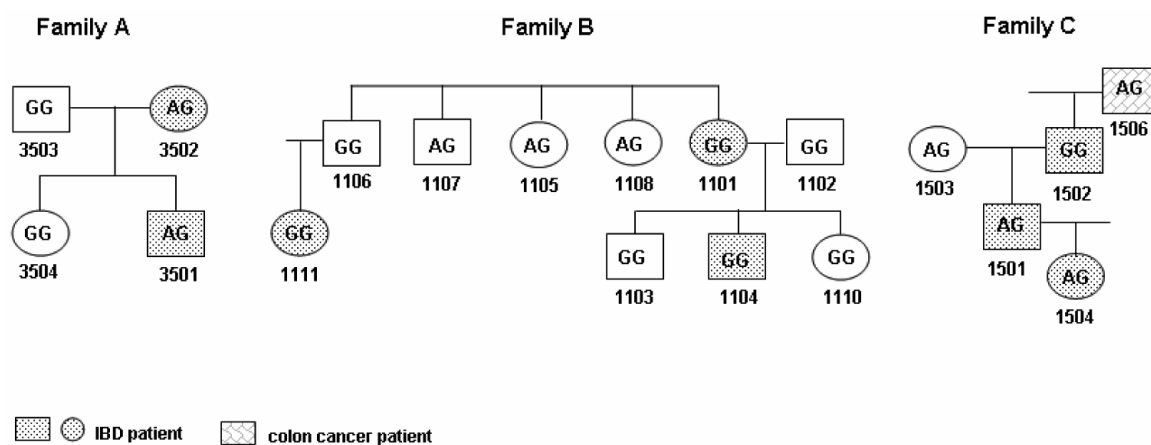 Family A
Family B
Family C
GG
3503
AG
3502
GG
3504
AG
3501
GG
1106
AG
1107
AG
1105
AG
1108
GG
1101
GG
1102
GG
1111
GG
1103
GG
1104
GG
1110
AG
1506
AG
1503
GG
1502
AG
1501
AG
1504
IBD patient
colon cancer patient